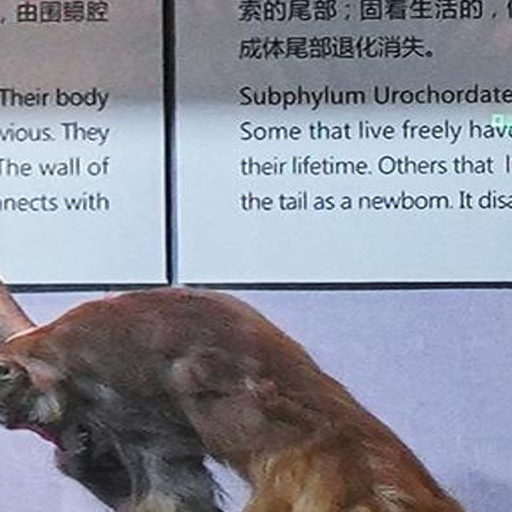 ，由围鳃腔
Their body
vious. They
The wall of
nnects with
索的尾部；固着生活的，
成体尾部退化消失。
Subphylum Urochordate
Some that live freely have
their lifetime. Others that l
the tail as a newborn. It disa